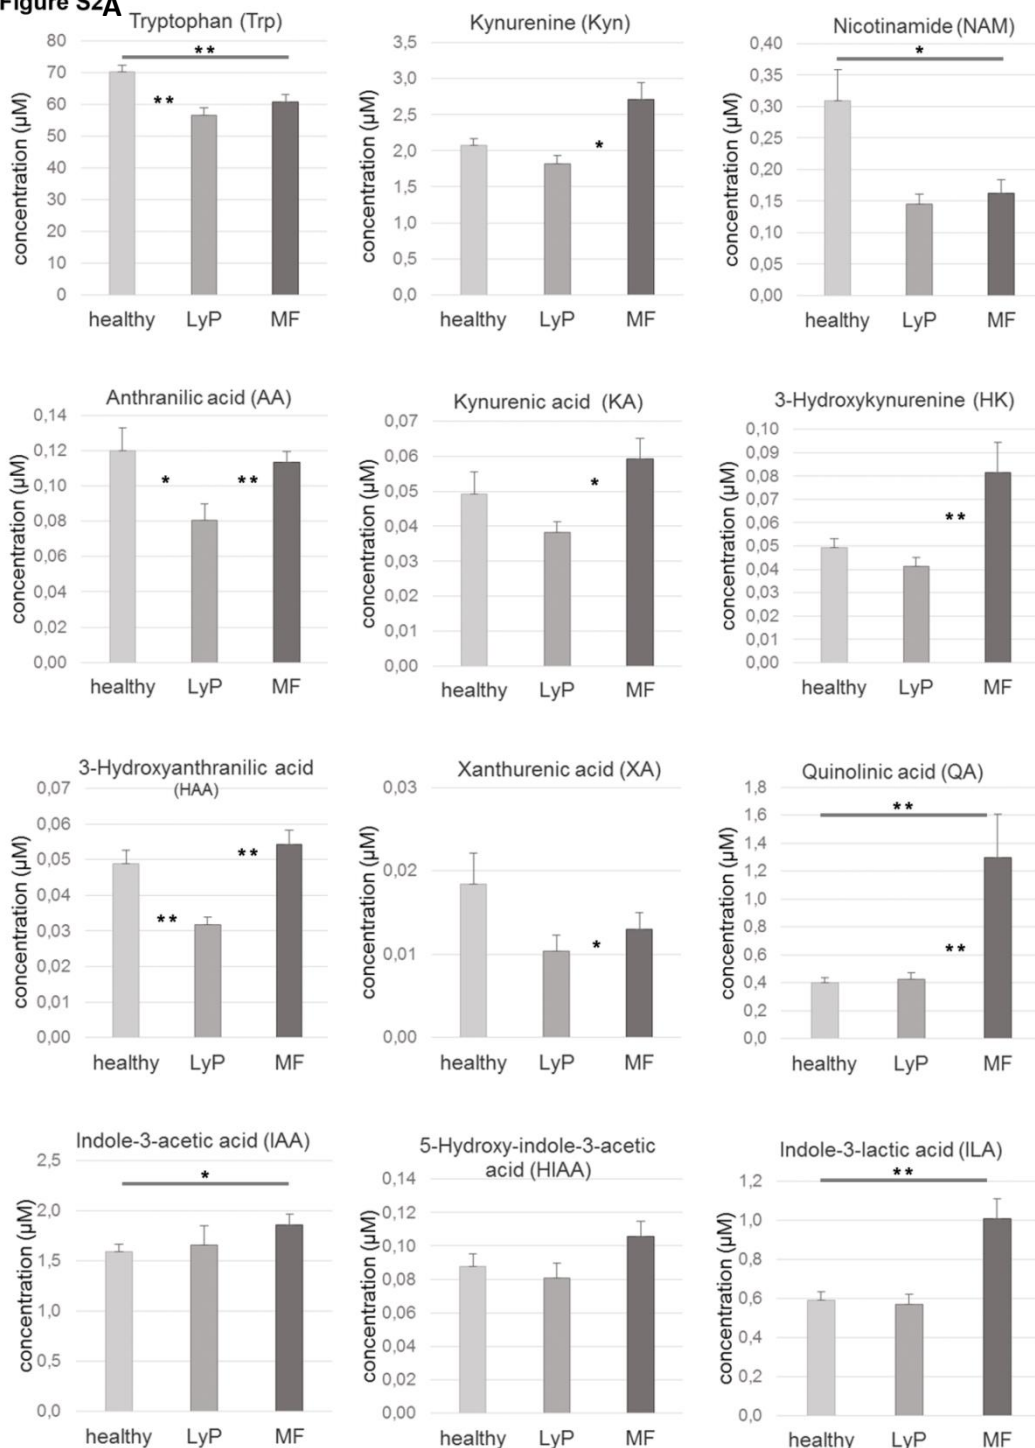 Figure S2A
Tryptophan (Trp)
80
70
60
50
40
30
20
10
0
concentration (µM)
**
**
healthy LyP MF
Kynurenine (Kyn)
3,5
3,0
2,5
2,0
1,5
1,0
0,5
0,0
concentration (µM)
*
healthy LyP MF
Nicotinamide (NAM)
0,40
0,35
0,30
0,25
0,20
0,15
0,10
0,05
0,00
concentration (µM)
*
healthy LyP MF
Anthranilic acid (AA)
0,14
0,12
0,10
0,08
0,06
0,04
0,02
0,00
concentration (µM)
* **
healthy LyP MF
Kynurenic acid (KA)
0,07
0,06
0,05
0,04
0,03
0,02
0,01
0,00
concentration (µM)
*
healthy LyP MF
3-Hydroxykynurenine (HK)
0,10
0,09
0,08
0,07
0,06
0,05
0,04
0,03
0,02
0,01
0,00
concentration (µM)
**
healthy LyP MF
3-Hydroxyanthranilic acid
(HAA)
0,07
0,06
0,05
0,04
0,03
0,02
0,01
0,00
concentration (µM)
**
**
healthy LyP MF
Xanthurenic acid (XA)
0,03
0,02
0,01
0,00
concentration (µM)
*
healthy LyP MF
Quinolinic acid (QA)
1,8
1,6
1,4
1,2
1,0
0,8
0,6
0,4
0,2
0,0
concentration (µM)
**
**
healthy LyP MF
Indole-3-acetic acid (IAA)
2,5
2,0
1,5
1,0
0,5
0,0
concentration (µM)
*
healthy LyP MF
5-Hydroxy-indole-3-acetic
acid (HIAA)
0,14
0,12
0,10
0,08
0,06
0,04
0,02
0,00
concentration (µM)
healthy LyP MF
Indole-3-lactic acid (ILA)
1,2
1,0
0,8
0,6
0,4
0,2
0,0
concentration (µM)
**
healthy LyP MF